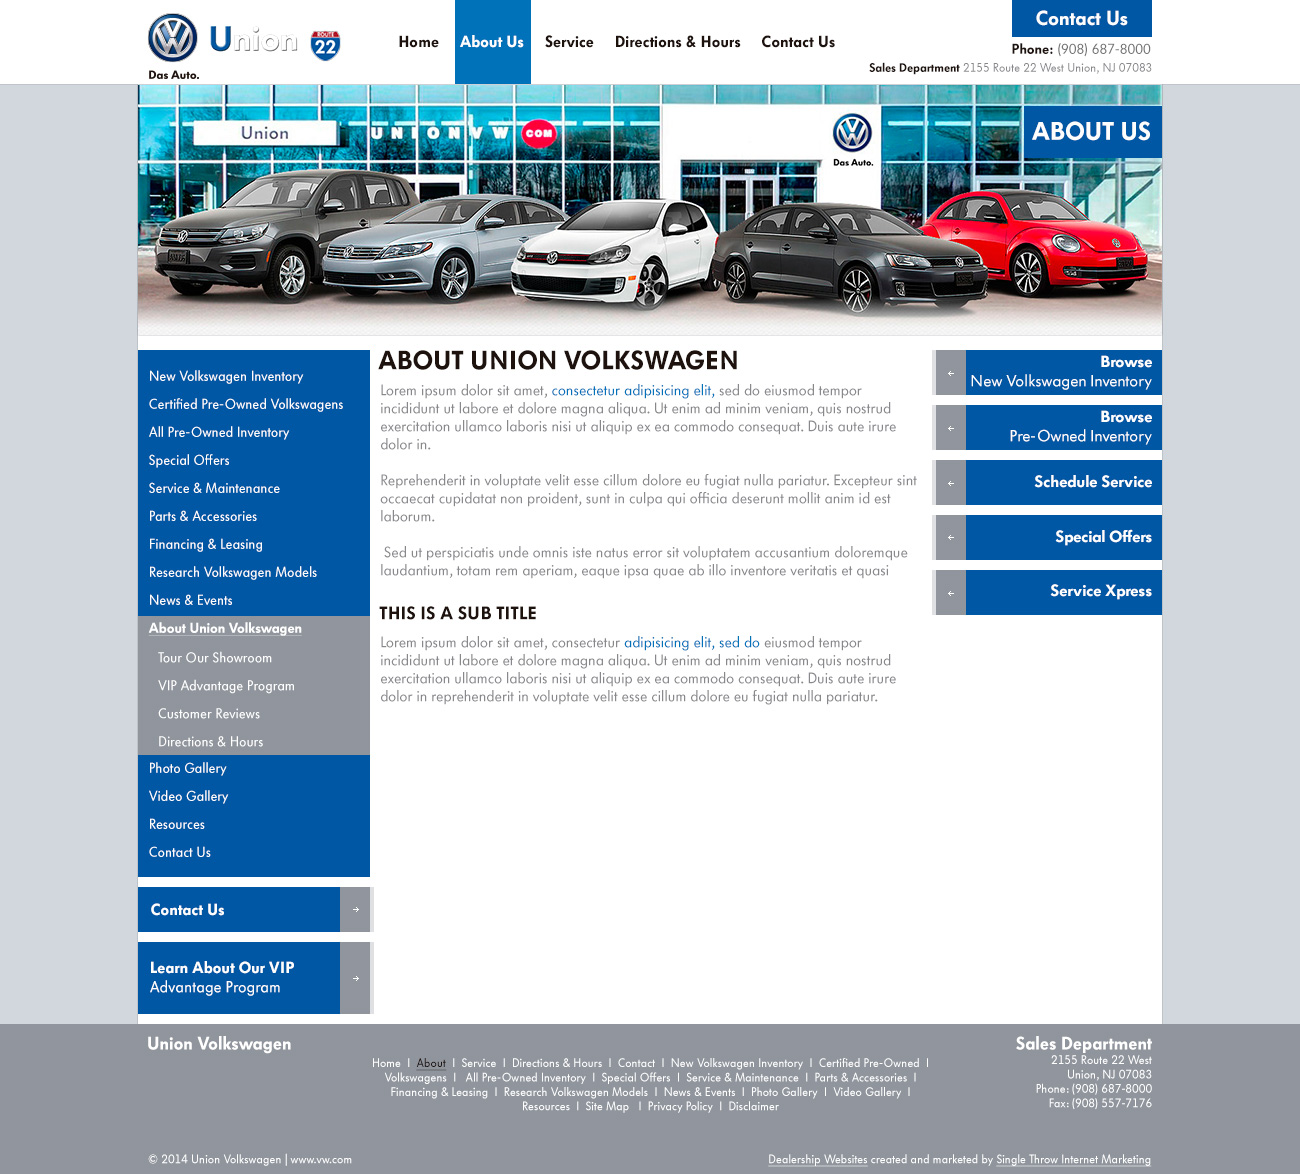 Union
ROUTE
22
Das Auto.
Home
About Us
Service
Directions & Hours
Contact Us
Contact Us
Phone: (908) 687-8000
Sales Department 2155 Route 22 West Union, NJ 07083
Union
UNIONVW COM
Das Auto.
ABOUT US
New Volkswagen Inventory
Certified Pre-Owned Volkswagens
All Pre-Owned Inventory
Special Offers
Service & Maintenance
Parts & Accessories
Financing & Leasing
Research Volkswagen Models
News & Events
About Union Volkswagen
Tour Our Showroom
VIP Advantage Program
Customer Reviews
Directions & Hours
Photo Gallery
Video Gallery
Resources
Contact Us
Contact Us
Learn About Our VIP
Advantage Program
ABOUT UNION VOLKSWAGEN
Lorem ipsum dolor sit amet, consectetur adipisicing elit, sed do eiusmod tempor
incididunt ut labore et dolore magna aliqua. Ut enim ad minim veniam, quis nostrud
exercitation ullamco laboris nisi ut aliquip ex ea commodo consequat. Duis aute irure
dolor in.
Reprehenderit in voluptate velit esse cillum dolore eu fugiat nulla pariatur. Excepteur sint
occaecat cupidatat non proident, sunt in culpa qui officia deserunt mollit anim id est
laborum.
Sed ut perspiciatis unde omnis iste natus error sit voluptatem accusantium doloremque
laudantium, totam rem aperiam, eaque ipsa quae ab illo inventore veritatis et quasi
THIS IS A SUB TITLE
Lorem ipsum dolor sit amet, consectetur adipisicing elit, sed do eiusmod tempor
incididunt ut labore et dolore magna aliqua. Ut enim ad minim veniam, quis nostrud
exercitation ullamco laboris nisi ut aliquip ex ea commodo consequat. Duis aute irure
dolor in reprehenderit in voluptate velit esse cillum dolore eu fugiat nulla pariatur.
Browse
New Volkswagen Inventory
Browse
Pre-Owned Inventory
Schedule Service
Special Offers
Service Xpress
Union Volkswagen
Home | About | Service | Directions & Hours | Contact | New Volkswagen Inventory | Certified Pre-Owned |
Volkswagens | All Pre-Owned Inventory | Special Offers | Service & Maintenance | Parts & Accessories |
Financing & Leasing | Research Volkswagen Models | News & Events | Photo Gallery | Video Gallery |
Resources | Site Map | Privacy Policy | Disclaimer
Sales Department
2155 Route 22 West
Union, NJ 07083
Phone: (908) 687-8000
Fax: (908) 557-7176
© 2014 Union Volkswagen | www.vw.com
Dealership Websites created and marketed by Single Throw Internet Marketing